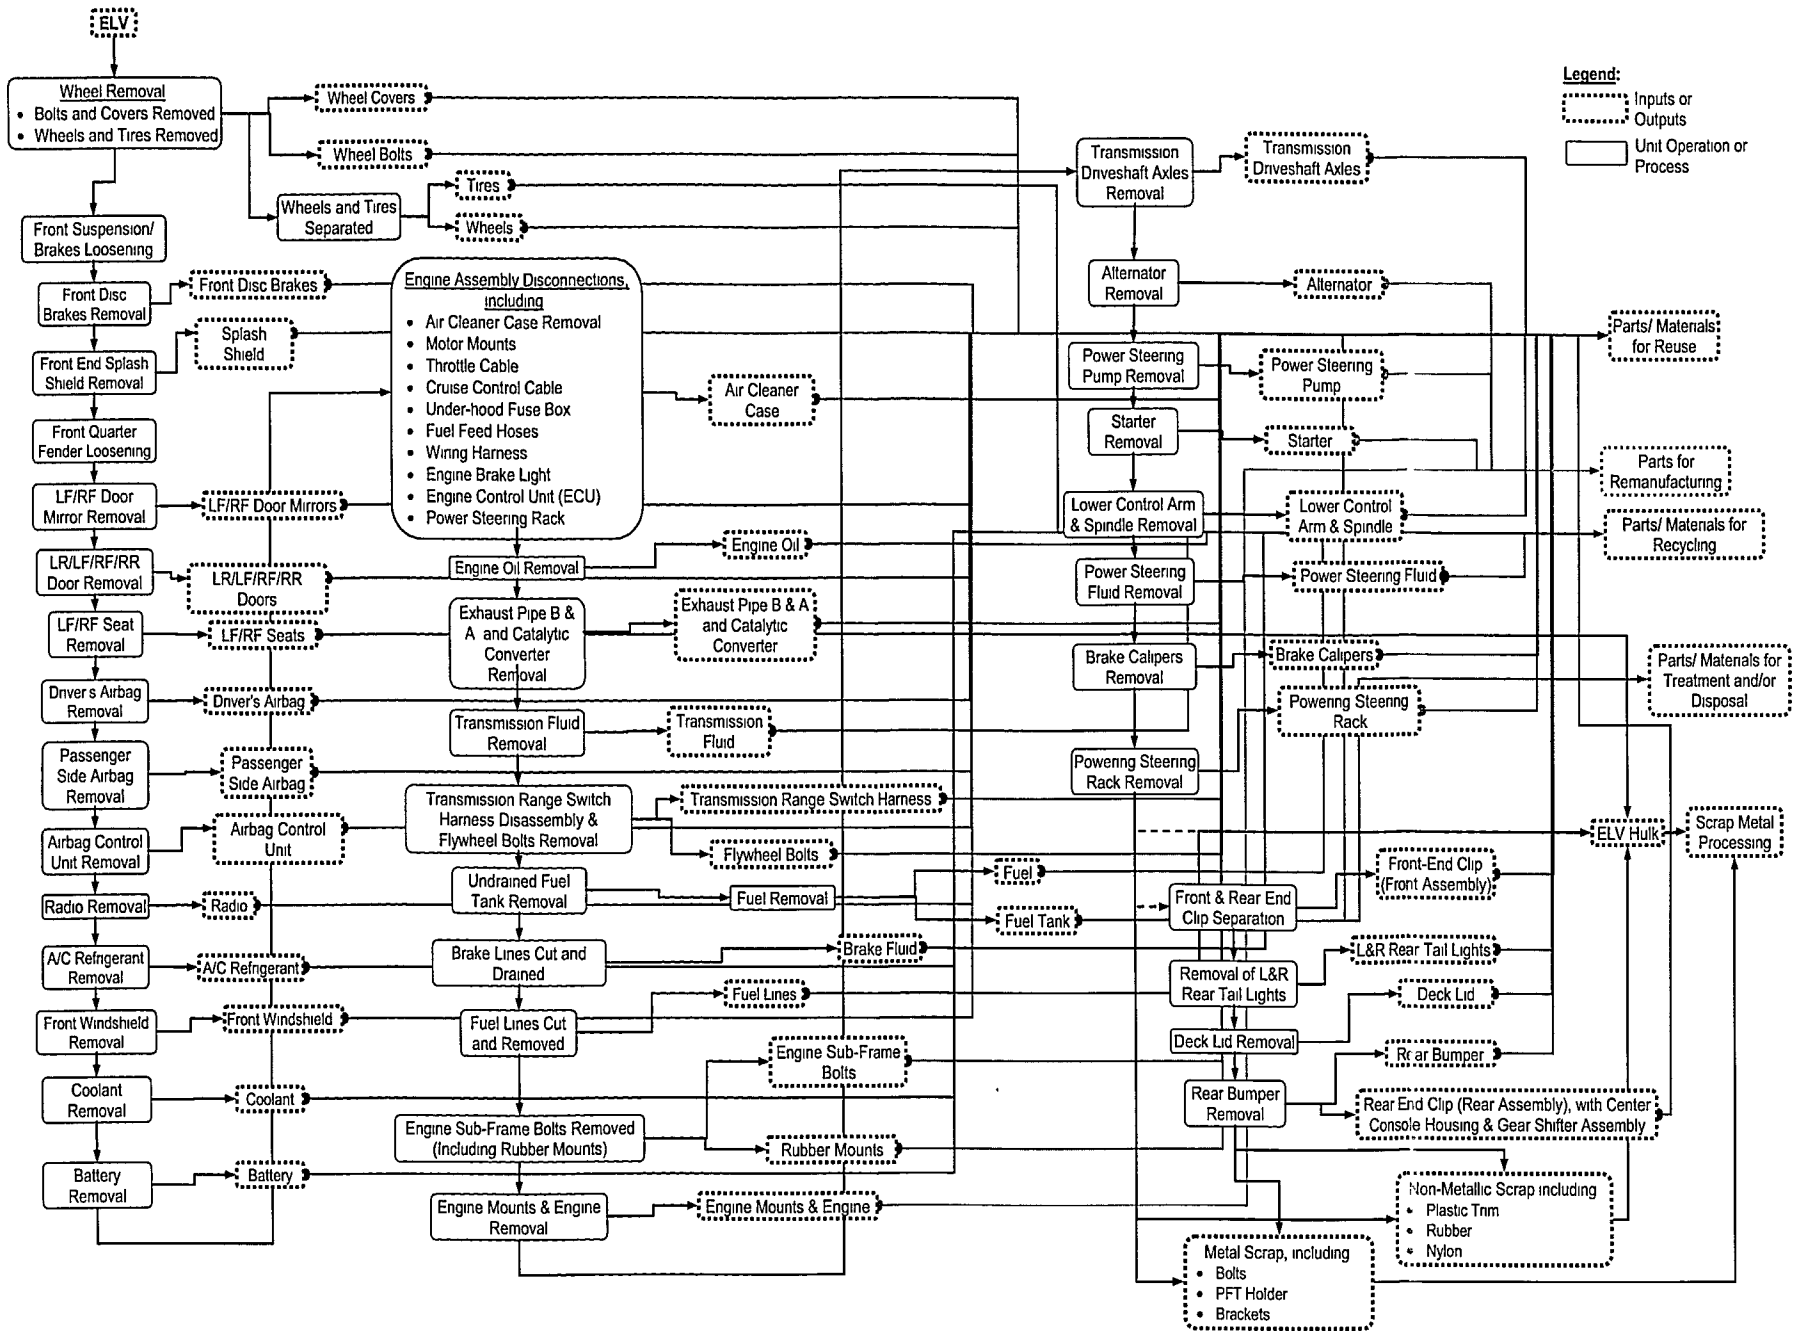 ELV
Wheel Removal
• Bolts and Covers Removed
• Wheels and Tires Removed
Front Suspension/
Brakes Loosening
Front Disc
Brakes Removal
Front End Splash
Shield Removal
Front Quarter
Fender Loosening
LF/RF Door
Mirror Removal
LR/LF/RF/RR
Door Removal
LF/RF Seat
Removal
Driver's Airbag
Removal
Passenger
Side Airbag
Removal
Airbag Control
Unit Removal
Radio Removal
A/C Refrigerant
Removal
Front Windshield
Removal
Coolant
Removal
Battery
Removal
Wheel Covers
Wheel Bolts
Wheels and Tires
Separated
Tires
Wheels
Front Disc Brakes
Splash
Shield
LF/RF Door Mirrors
LR/LF/RF/RR
Doors
LF/RF Seats
Driver's Airbag
Passenger
Side Airbag
Airbag Control
Unit
Radio
A/C Refrigerant
Front Windshield
Coolant
Battery
Engine Assembly Disconnections,
including
• Air Cleaner Case Removal
• Motor Mounts
• Throttle Cable
• Cruise Control Cable
• Under-hood Fuse Box
• Fuel Feed Hoses
• Wiring Harness
• Engine Brake Light
• Engine Control Unit (ECU)
• Power Steering Rack
Engine Oil Removal
Exhaust Pipe B &
A and Catalytic
Converter
Removal
Transmission Fluid
Removal
Transmission Range Switch
Harness Disassembly &
Flywheel Bolts Removal
Undrained Fuel
Tank Removal
Brake Lines Cut and
Drained
Fuel Lines Cut
and Removed
Engine Sub-Frame Bolts Removed
(Including Rubber Mounts)
Engine Mounts & Engine
Removal
Air Cleaner
Case
Engine Oil
Exhaust Pipe B & A
and Catalytic
Converter
Transmission
Fluid
Transmission Range Switch Harness
Flywheel Bolts
Fuel Removal
Fuel
Fuel Tank
Brake Fluid
Fuel Lines
Engine Sub-Frame
Bolts
Rubber Mounts
Engine Mounts & Engine
Transmission
Driveshaft Axles
Removal
Alternator
Removal
Power Steering
Pump Removal
Starter
Removal
Lower Control Arm
& Spindle Removal
Power Steering
Fluid Removal
Brake Calipers
Removal
Powering Steering
Rack Removal
Front & Rear End
Clip Separation
Removal of L&R
Rear Tail Lights
Deck Lid Removal
Rear Bumper
Removal
Transmission
Driveshaft Axles
Alternator
Power Steering
Pump
Starter
Lower Control
Arm & Spindle
Power Steering Fluid
Brake Calipers
Powering Steering
Rack
Front-End Clip
(Front Assembly)
L&R Rear Tail Lights
Deck Lid
Rear Bumper
Rear End Clip (Rear Assembly), with Center
Console Housing & Gear Shifter Assembly
Non-Metallic Scrap including
• Plastic Trim
• Rubber
• Nylon
Metal Scrap, including
• Bolts
• PFT Holder
• Brackets
Legend:
Inputs or
Outputs
Unit Operation or
Process
Parts/ Materials
for Reuse
Parts for
Remanufacturing
Parts/ Materials for
Recycling
Parts/ Materials for
Treatment and/or
Disposal
ELV Hulk
Scrap Metal
Processing